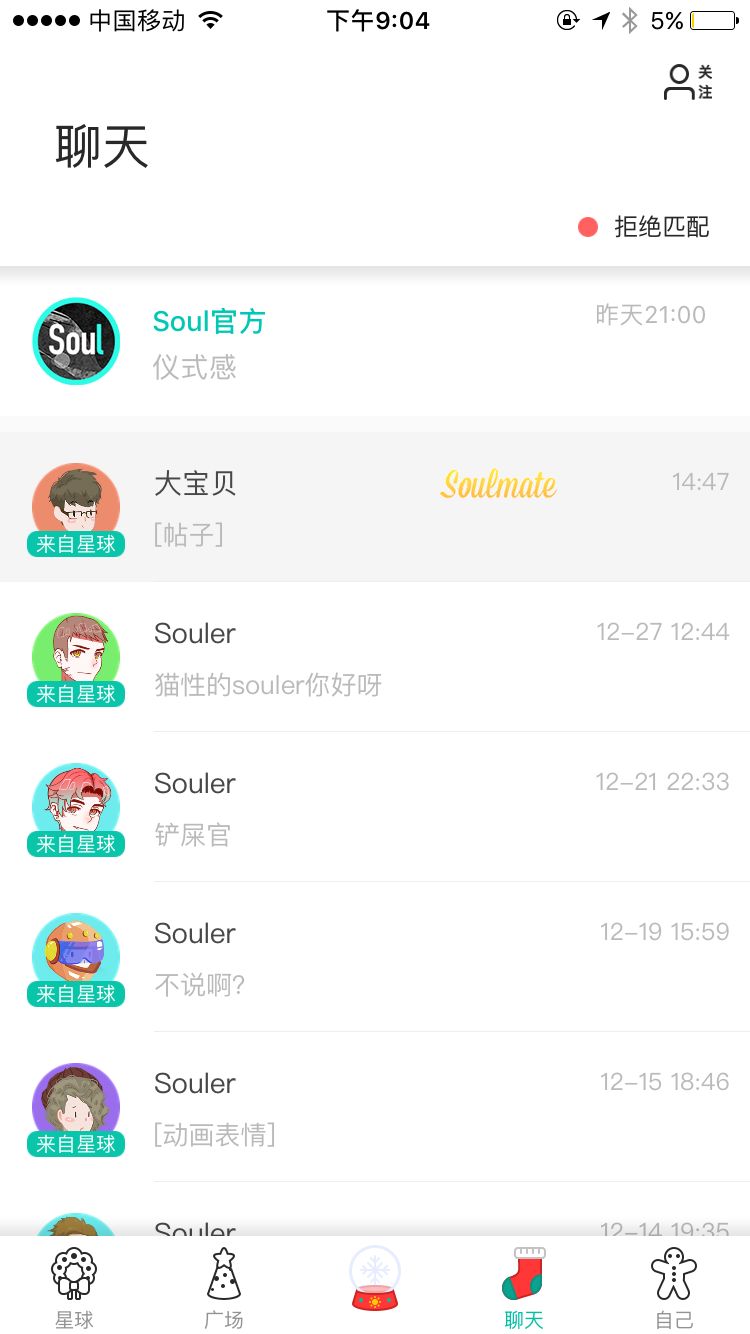 中国移动 下午9:04 5%
关注
聊天
拒绝匹配
Soul
Soul官方 昨天21:00
仪式感
大宝贝 Soulmate 14:47
来自星球
[帖子]
Souler 12-27 12:44
来自星球
猫性的souler你好呀
Souler 12-21 22:33
来自星球
铲屎官
Souler 12-19 15:59
来自星球
不说啊?
Souler 12-15 18:46
来自星球
[动画表情]
Souler 12-14 19:35
星球 广场 聊天 自己